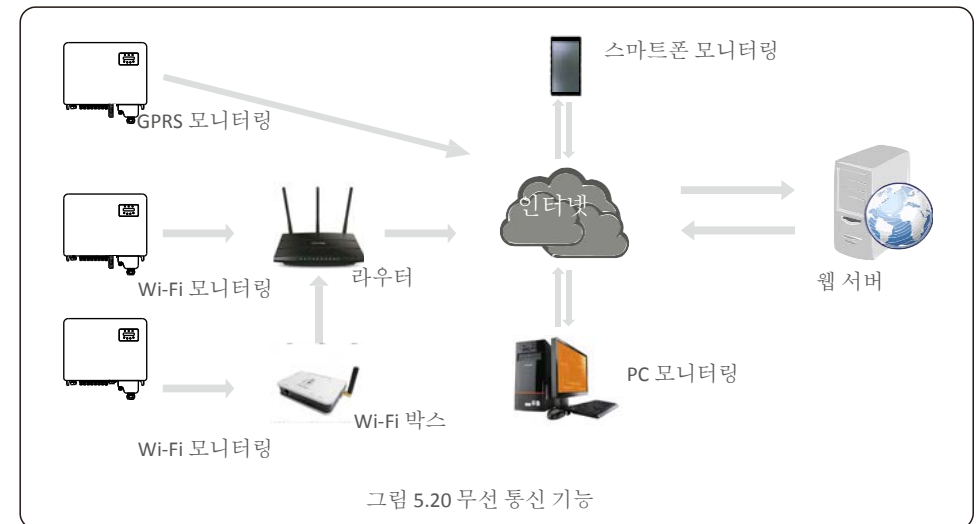 스마트폰 모니터링
GPRS 모니터링
인터넷
Wi-Fi 모니터링
라우터
웹 서버
PC 모니터링
Wi-Fi 박스
Wi-Fi 모니터링
그림 5.20 무선 통신 기능